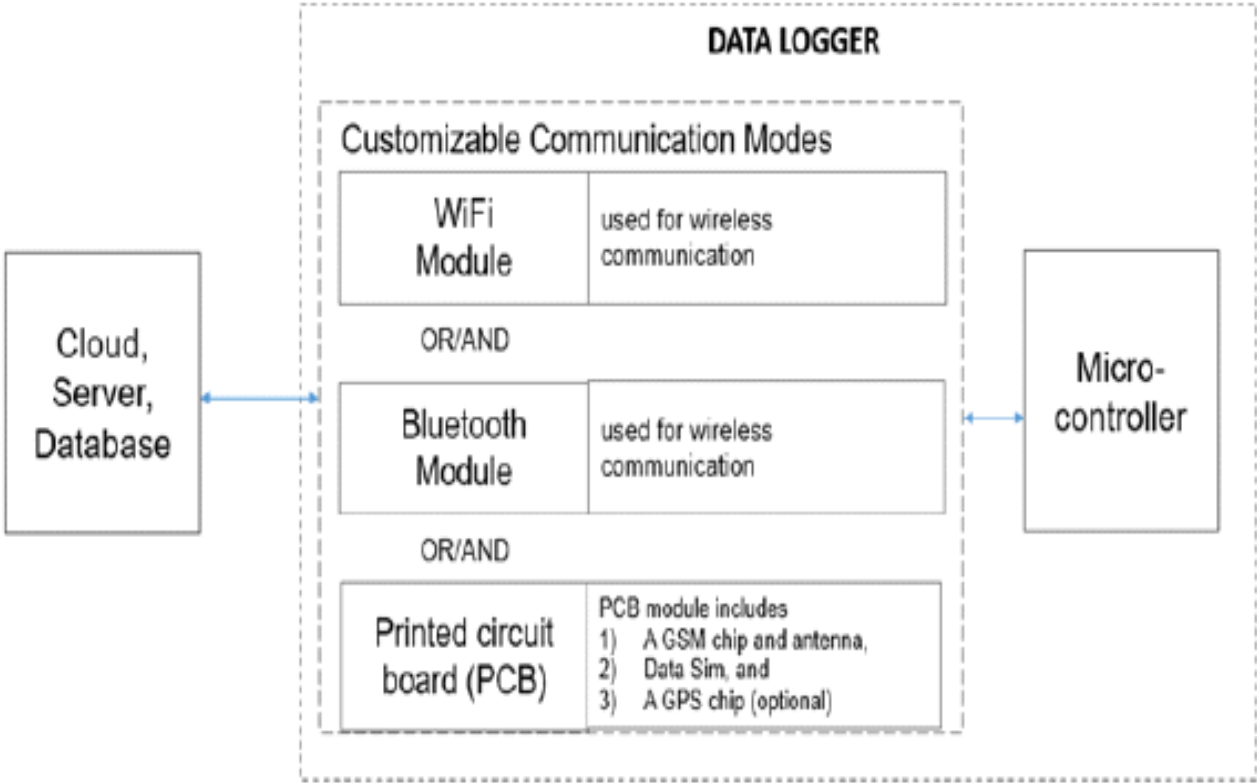 DATA LOGGER
Customizable Communication Modes
WiFi
Module
used for wireless
communication
OR/AND
Bluetooth
Module
used for wireless
communication
OR/AND
Printed circuit
board (PCB)
PCB module includes
1) A GSM chip and antenna,
2) Data Sim, and
3) A GPS chip (optional)
Cloud,
Server,
Database
Micro-
controller